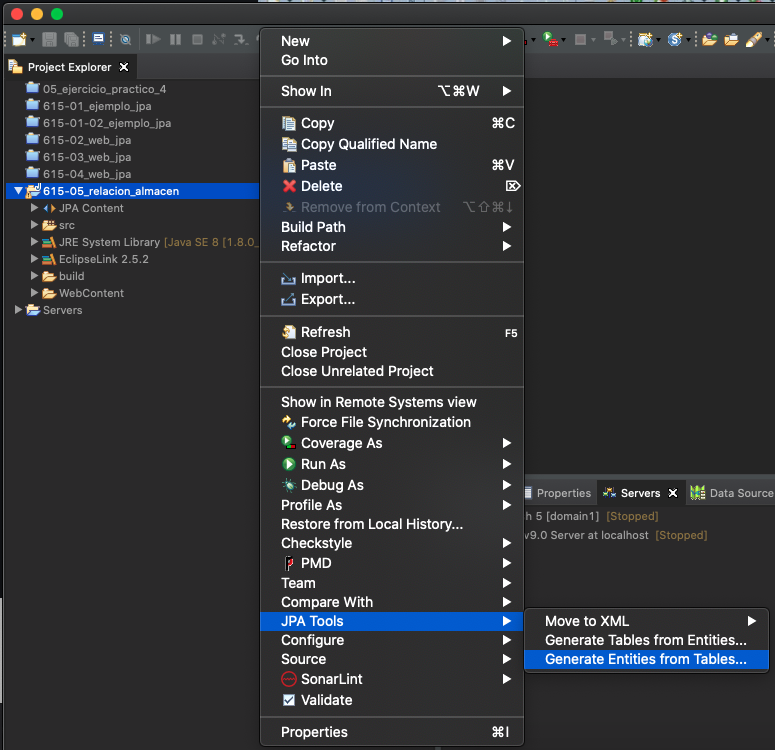 Project Explorer
05_ejercicio_practico_4
615-01_ejemplo_jpa
615-01-02_ejemplo_jpa
615-02_web_jpa
615-03_web_jpa
615-04_web_jpa
615-05_relacion_almacen
JPA Content
src
JRE System Library [Java SE 8 [1.8.0_
EclipseLink 2.5.2
build
WebContent
Servers
New
Go Into
Show In ⌥⌘W
Copy ⌘C
Copy Qualified Name
Paste ⌘V
Delete ⌦
Remove from Context ⌥⇧⌘↓
Build Path
Refactor
Import...
Export...
Refresh F5
Close Project
Close Unrelated Project
Show in Remote Systems view
Force File Synchronization
Coverage As
Run As
Debug As
Profile As
Restore from Local History...
Checkstyle
PMD
Team
Compare With
JPA Tools
Configure
Source
SonarLint
Validate
Properties ⌘I
Move to XML
Generate Tables from Entities...
Generate Entities from Tables...
Properties Servers Data Source
h 5 [domain1] [Stopped]
v9.0 Server at localhost [Stopped]